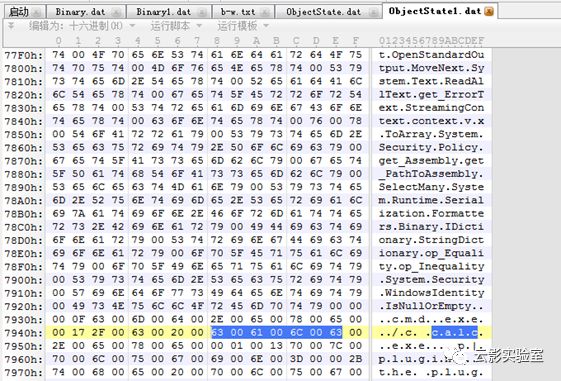 启动 Binary.dat Binary1.dat b-w.txt ObjectState.dat ObjectState1.dat
编辑为: 十六进制(H) 运行脚本 运行模板
0 1 2 3 4 5 6 7 8 9 A B C D E F 0123456789ABCDEF
77F0h: 74 00 4F 70 65 6E 53 74 61 6E 64 61 72 64 4F 75 t.OpenStandardOu
7800h: 74 70 75 74 00 4D 6F 76 65 4E 65 78 74 00 53 79 tput.MoveNext.Sy
7810h: 73 74 65 6D 2E 54 65 78 74 00 52 65 61 64 41 6C stem.Text.ReadAl
7820h: 6C 54 65 78 74 00 67 65 74 5F 45 72 72 6F 72 54 lText.get_ErrorT
7830h: 65 78 74 00 53 74 72 65 61 6D 69 6E 67 43 6F 6E ext.StreamingCon
7840h: 74 65 78 74 00 63 6F 6E 74 65 78 74 00 76 00 78 text.context.v.x
7850h: 00 54 6F 41 72 72 61 79 00 53 79 73 74 65 6D 2E .ToArray.System.
7860h: 53 65 63 75 72 69 74 79 2E 50 6F 6C 69 63 79 00 Security.Policy.
7870h: 67 65 74 5F 41 73 73 65 6D 62 6C 79 00 67 65 74 get_Assembly.get
7880h: 5F 50 61 74 68 54 6F 41 73 73 65 6D 62 6C 79 00 _PathToAssembly.
7890h: 53 65 6C 65 63 74 4D 61 6E 79 00 53 79 73 74 65 SelectMany.Syste
78A0h: 6D 2E 52 75 6E 74 69 6D 65 2E 53 65 72 69 61 6C m.Runtime.Serial
78B0h: 69 7A 61 74 69 6F 6E 2E 46 6F 72 6D 61 74 74 65 ization.Formatte
78C0h: 72 73 2E 42 69 6E 61 72 79 00 49 44 69 63 74 69 rs.Binary.IDicti
78D0h: 6F 6E 61 72 79 00 53 74 72 69 6E 67 44 69 63 74 onary.StringDict
78E0h: 69 6F 6E 61 72 79 00 6F 70 5F 45 71 75 61 6C 69 ionary.op_Equali
78F0h: 74 79 00 6F 70 5F 49 6E 65 71 75 61 6C 69 74 79 ty.op_Inequality
7900h: 00 53 79 73 74 65 6D 2E 53 65 63 75 72 69 74 79 .System.Security
7910h: 00 57 69 6E 64 6F 77 73 49 64 65 6E 74 69 74 79 .WindowsIdentity
7920h: 00 49 73 4E 75 6C 6C 4F 72 45 6D 70 74 79 00 00 .IsNullOrEmpty..
7930h: 00 0F 63 00 6D 00 64 00 2E 00 65 00 78 00 65 00 ..c.m.d...e.x.e.
7940h: 00 17 2F 00 63 00 20 00 63 00 61 00 6C 00 63 00 ../.c. .c.a.l.c.
7950h: 2E 00 65 00 78 00 65 00 00 01 00 13 70 00 7C 00 ..e.x.e.....p.|.
7960h: 70 00 6C 00 75 00 67 00 69 00 6E 00 3D 00 00 2B p.l.u.g.i.n.
7970h: 74 00 68 00 65 00 20 00 70 00 6C 00 75 00 67 00 t.h.e. .p.l.u.g.
云影实验室